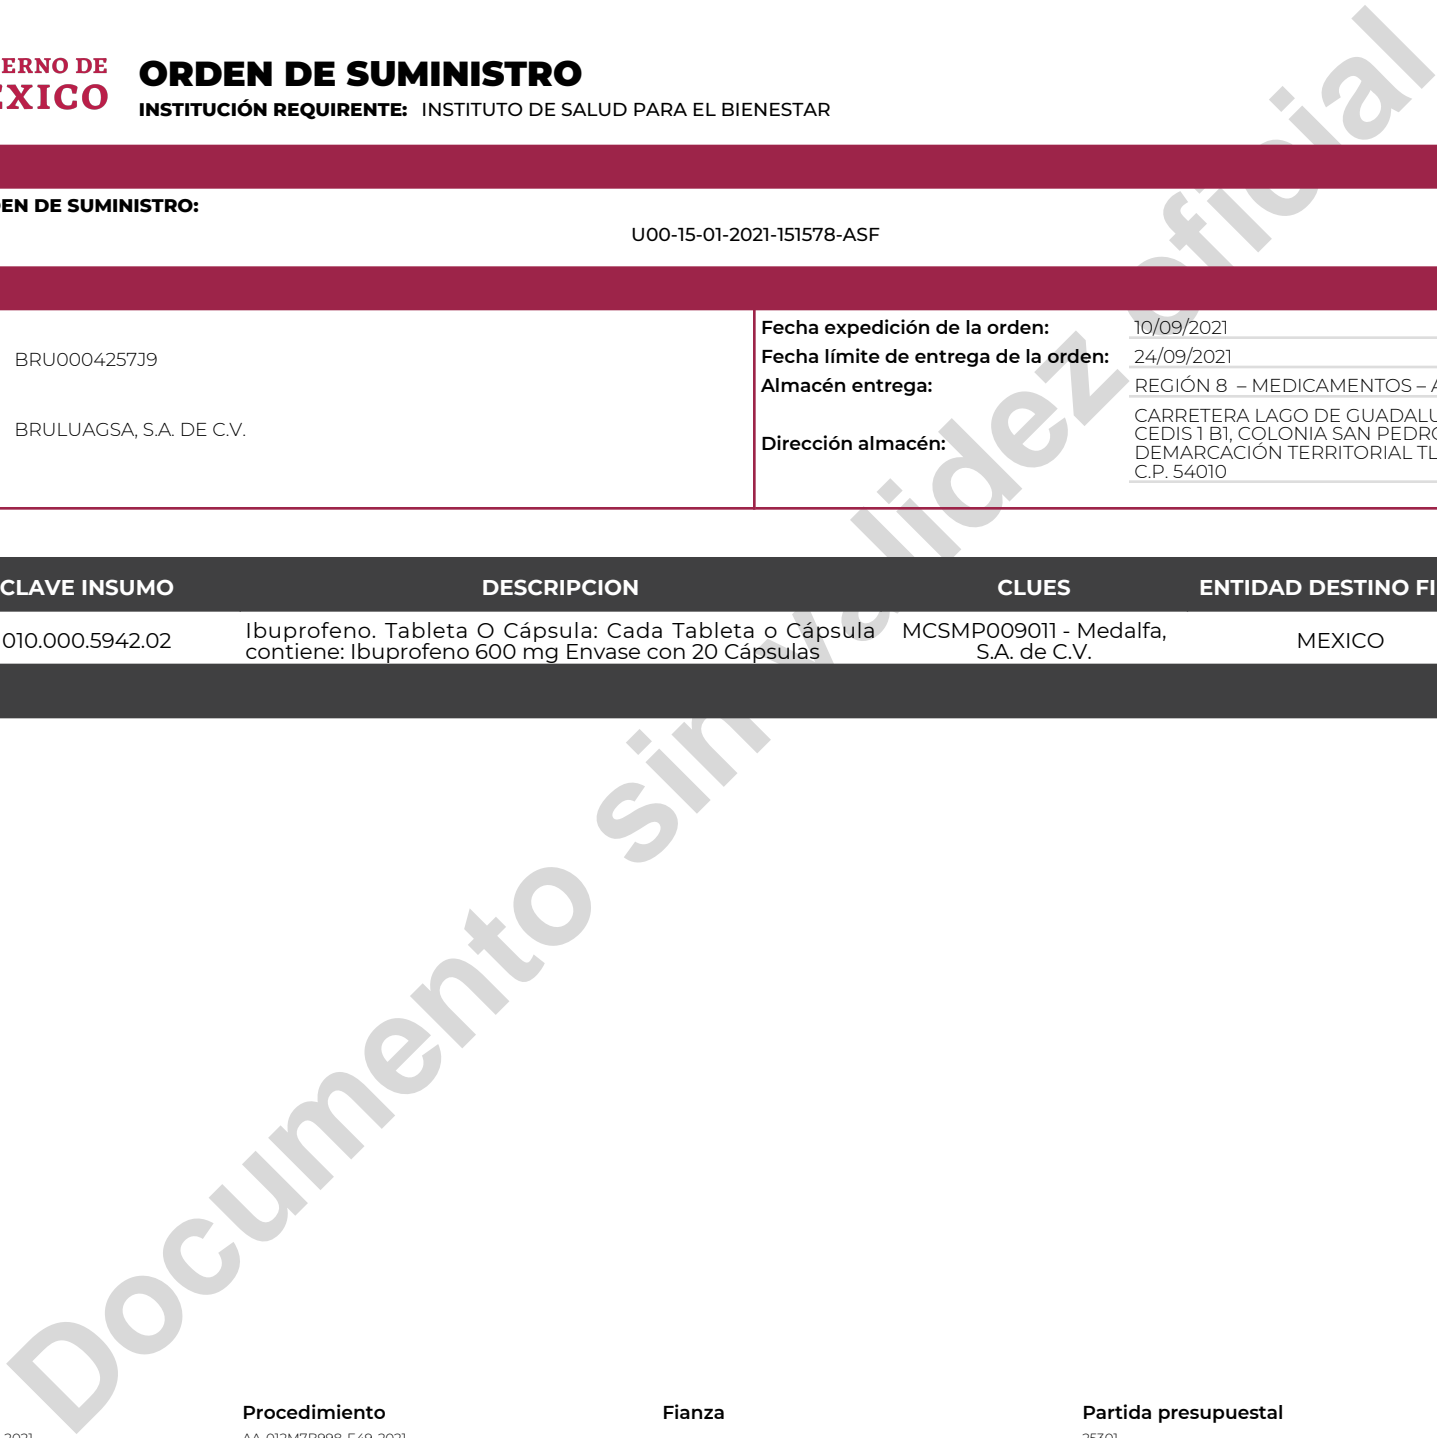 ERNO DE
EXICO
ORDEN DE SUMINISTRO
INSTITUCIÓN REQUIRENTE: INSTITUTO DE SALUD PARA EL BIENESTAR
EN DE SUMINISTRO:
U00-15-01-2021-151578-ASF
BRU0004257J9
BRULUAGSA, S.A. DE C.V.
Fecha expedición de la orden: 10/09/2021
Fecha límite de entrega de la orden: 24/09/2021
Almacén entrega: REGIÓN 8 – MEDICAMENTOS – A
Dirección almacén:
CARRETERA LAGO DE GUADALU
CEDIS 1 B1, COLONIA SAN PEDRO
DEMARCACIÓN TERRITORIAL TL
C.P. 54010
CLAVE INSUMO DESCRIPCION CLUES ENTIDAD DESTINO FI
010.000.5942.02
Ibuprofeno. Tableta O Cápsula: Cada Tableta o Cápsula
contiene: Ibuprofeno 600 mg Envase con 20 Cápsulas
MCSMP009011 - Medalfa,
S.A. de C.V.
MEXICO
Documento sin validez oficial
Procedimiento Fianza Partida presupuestal